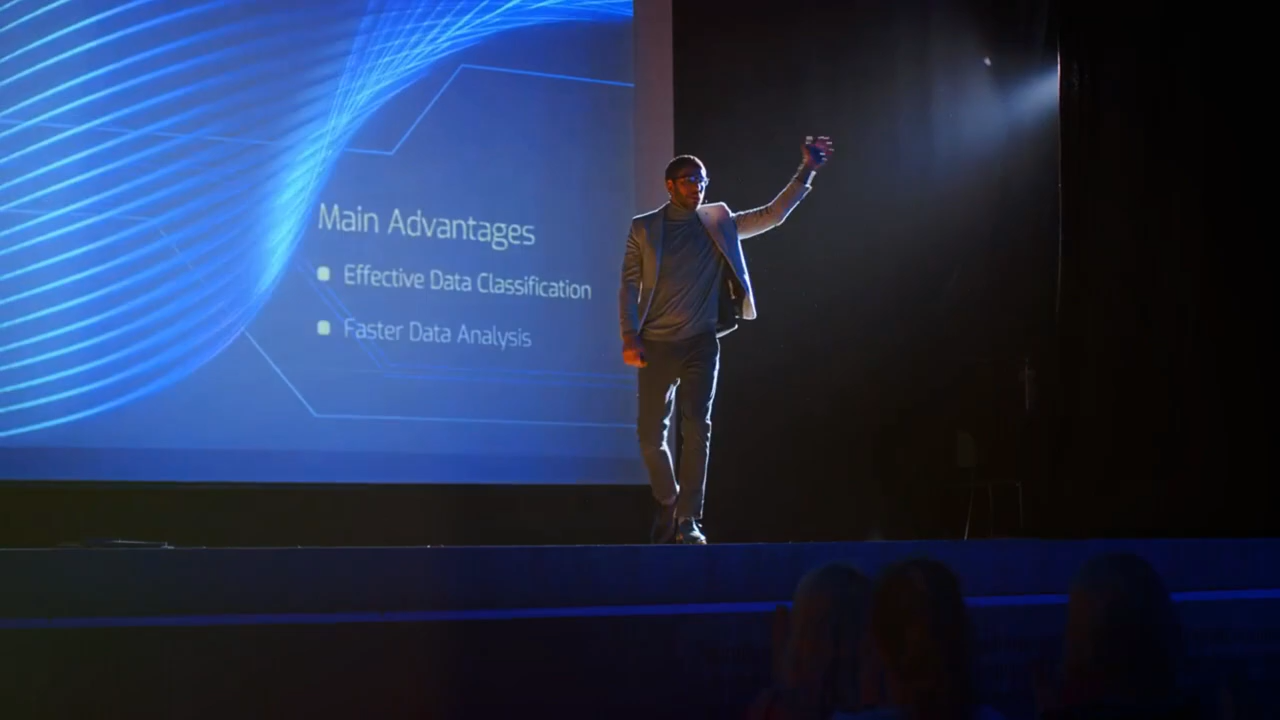 Main Advantages
Effective Data Classification
Faster Data Analysis